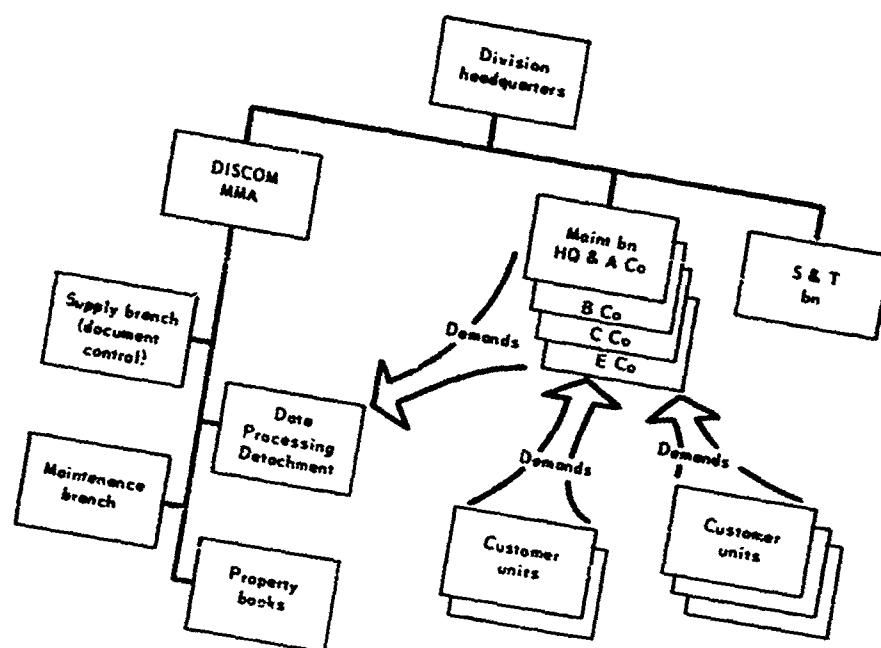 Division
headquarters
DISCOM
MMA
Maint bn
HQ & A Co
B Co
C Co
E Co
S & T
bn
Supply branch
(document
control)
Demands
Date
Processing
Detachment
Maintenance
branch
Demands
Demands
Property
books
Customer
units
Customer
units